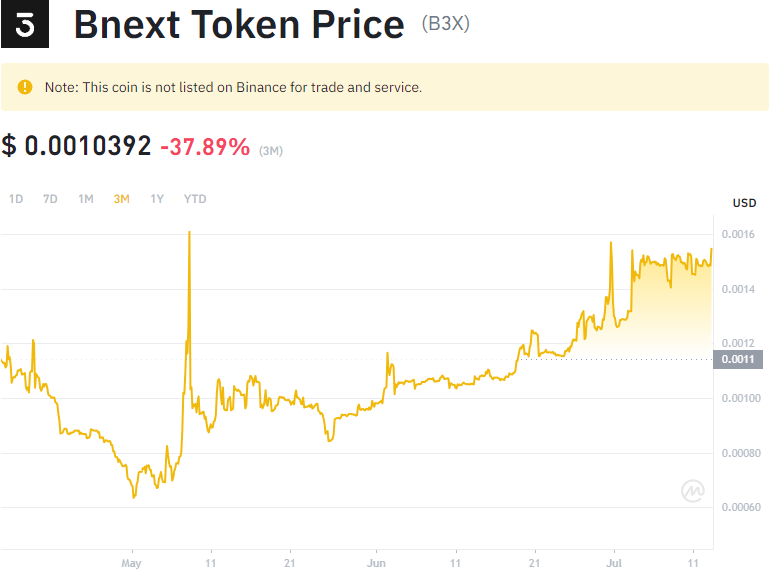 Bnext Token Price (B3X)
Note: This coin is not listed on Binance for trade and service.
$ 0.0010392 -37.89% (3M)
1D 7D 1M 3M 1Y YTD
USD
0.0016
0.0014
0.0012
0.0011
0.00100
0.00080
0.00060
May 11 21 Jun 11 21 Jul 11